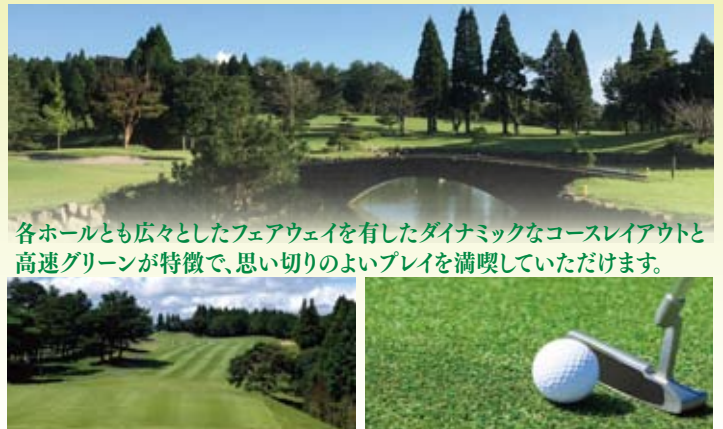 各ホールとも広々としたフェアウェイを有したダイナミックなコースレイアウトと
高速グリーンが特徴で、思い切りのよいプレイを満喫していただけます。